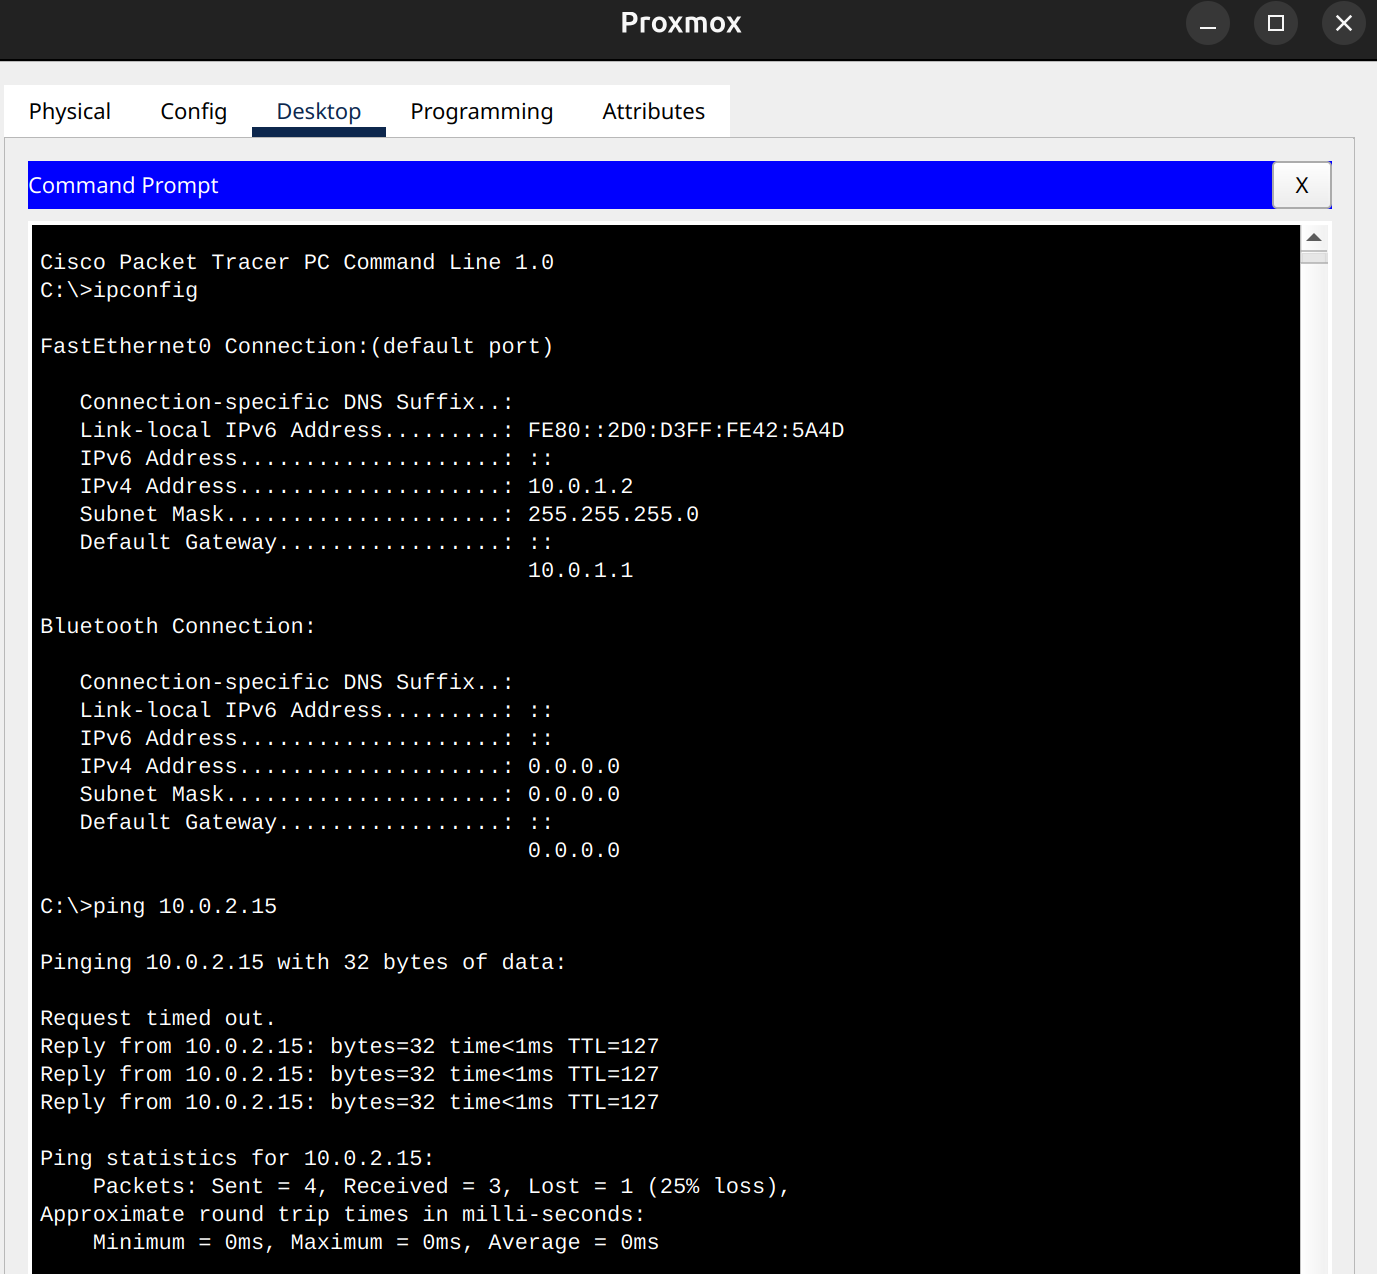 Proxmox
Physical Config Desktop Programming Attributes
Command Prompt X
Cisco Packet Tracer PC Command Line 1.0
C:\>ipconfig
FastEthernet0 Connection:(default port)
Connection-specific DNS Suffix..:
Link-local IPv6 Address.........: FE80::2D0:D3FF:FE42:5A4D
IPv6 Address....................: ::
IPv4 Address....................: 10.0.1.2
Subnet Mask.....................: 255.255.255.0
Default Gateway.................: ::
10.0.1.1
Bluetooth Connection:
Connection-specific DNS Suffix..:
Link-local IPv6 Address.........: ::
IPv6 Address....................: ::
IPv4 Address....................: 0.0.0.0
Subnet Mask.....................: 0.0.0.0
Default Gateway.................: ::
0.0.0.0
C:\>ping 10.0.2.15
Pinging 10.0.2.15 with 32 bytes of data:
Request timed out.
Reply from 10.0.2.15: bytes=32 time<1ms TTL=127
Reply from 10.0.2.15: bytes=32 time<1ms TTL=127
Reply from 10.0.2.15: bytes=32 time<1ms TTL=127
Ping statistics for 10.0.2.15:
Packets: Sent = 4, Received = 3, Lost = 1 (25% loss),
Approximate round trip times in milli-seconds:
Minimum = 0ms, Maximum = 0ms, Average = 0ms